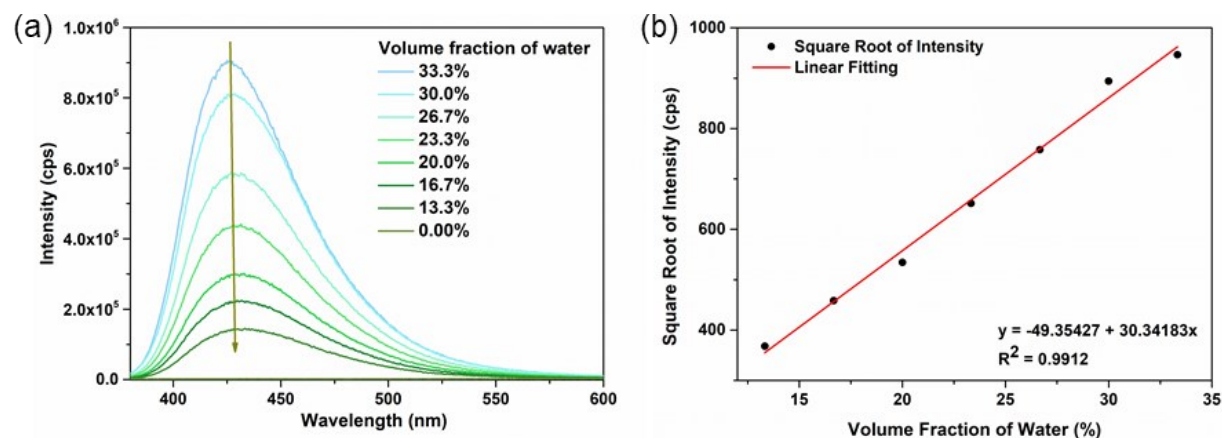 (a)
1.0x10⁶
8.0x10⁵
6.0x10⁵
4.0x10⁵
2.0x10⁵
0.0
Intensity (cps)
400
450
500
550
600
Wavelength (nm)
Volume fraction of water
33.3%
30.0%
26.7%
23.3%
20.0%
16.7%
13.3%
0.00%
(b)
1000
800
600
400
Square Root of Intensity (cps)
15
20
25
30
35
Volume Fraction of Water (%)
Square Root of Intensity
Linear Fitting
y = -49.35427 + 30.34183x
R² = 0.9912